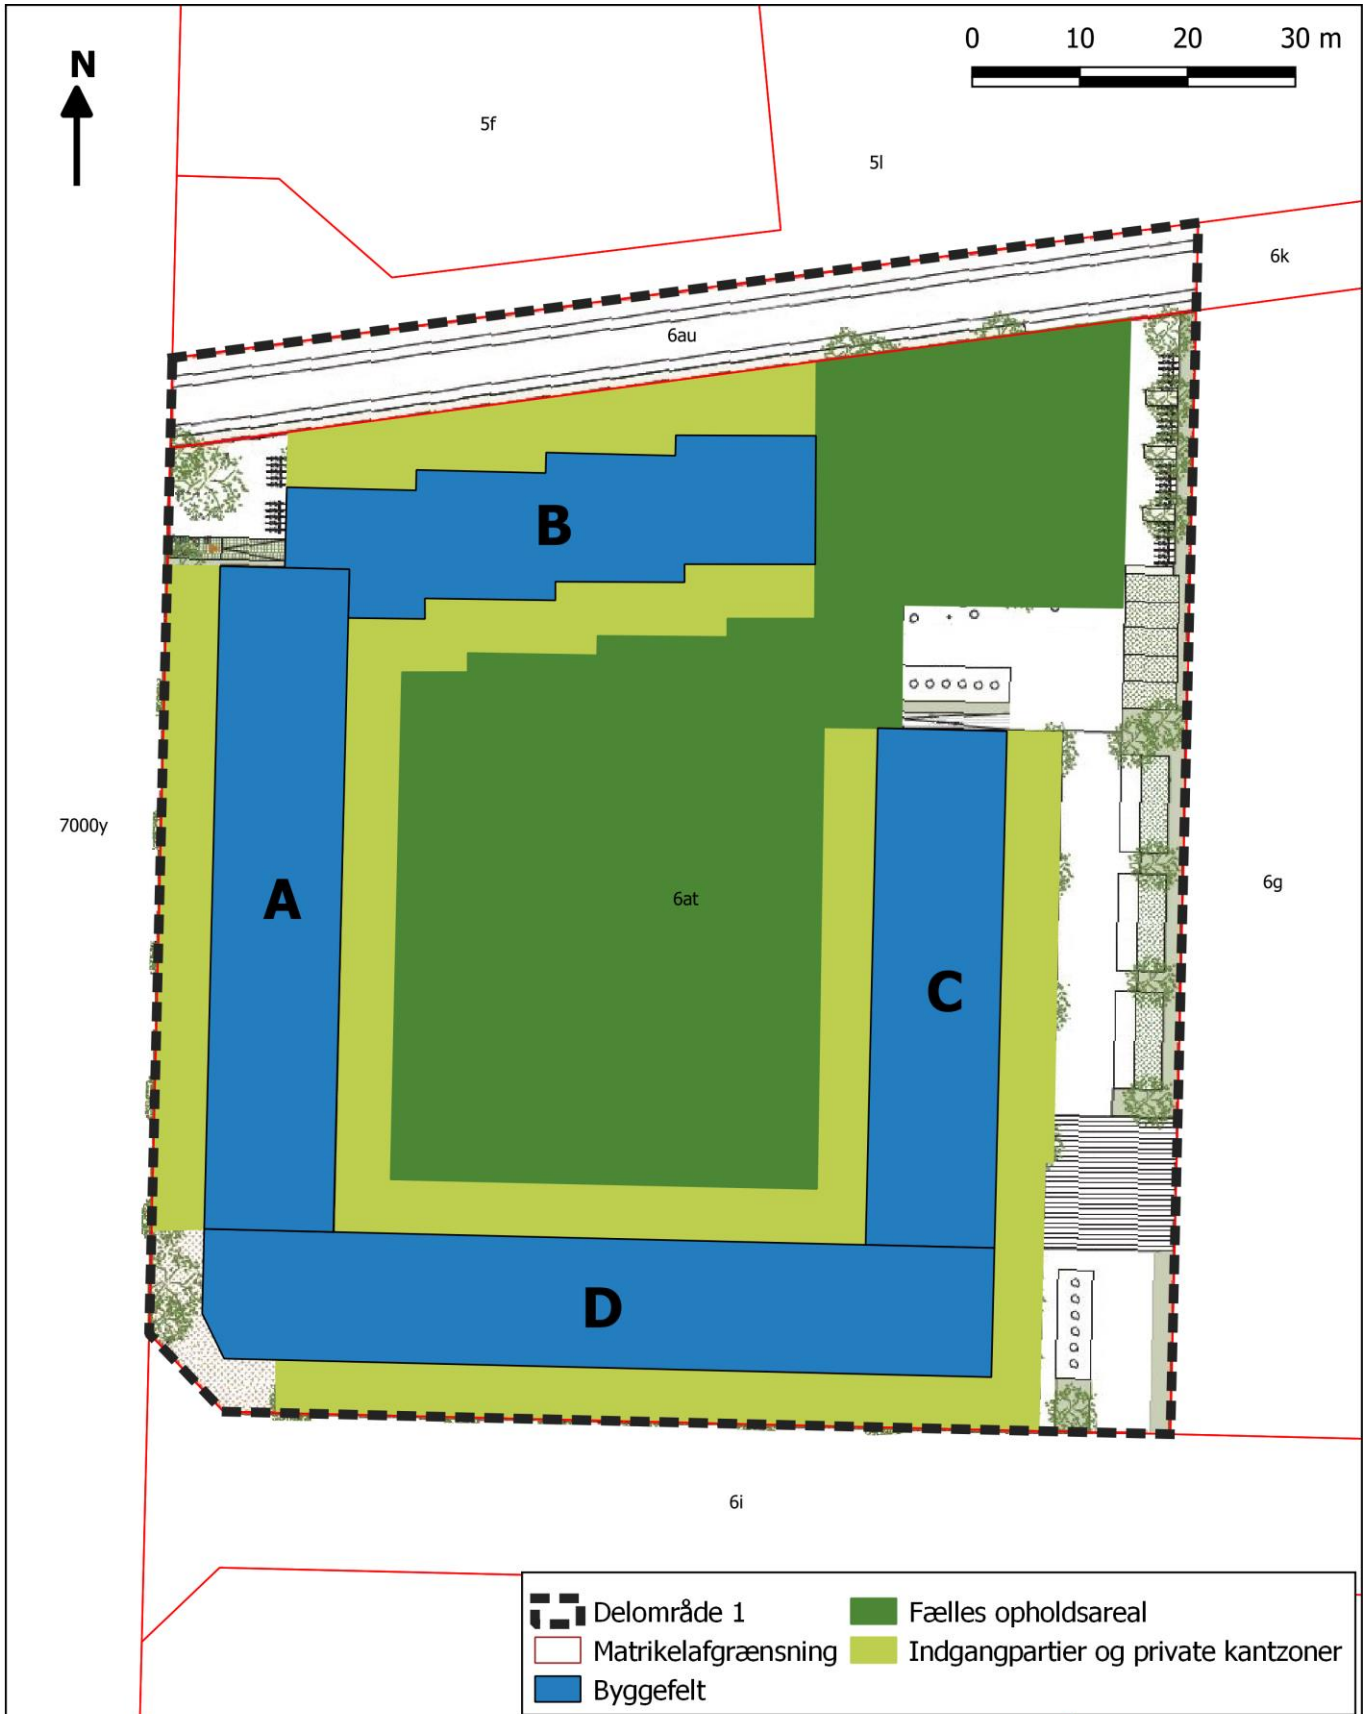 0 10 20 30 m
N
5f
5l
6k
6au
B
7000y
A
6at
6g
C
D
6i
Delområde 1
Fælles opholdsareal
Matrikelafgrænsning
Indgangpartier og private kantzoner
Byggefelt